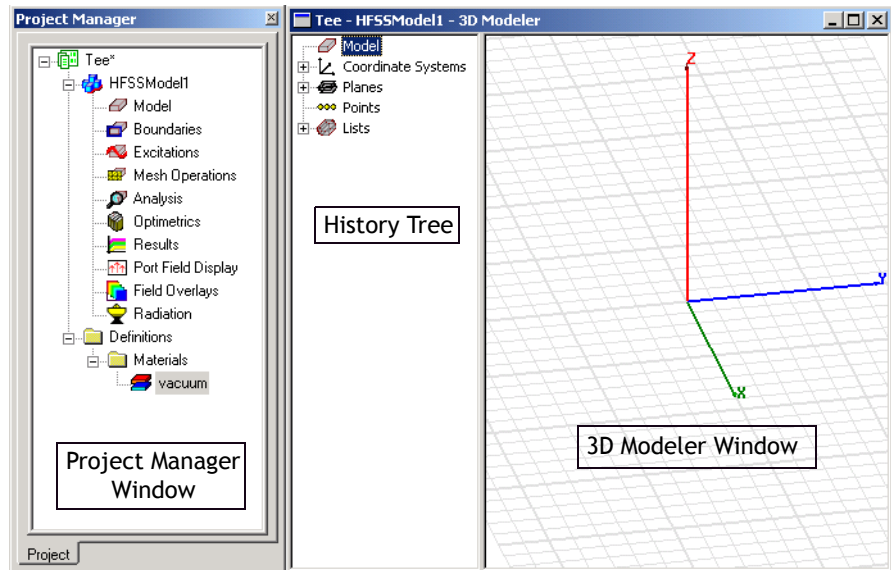 Project Manager
Tee*
HFSSModel1
Model
Boundaries
Excitations
Mesh Operations
Analysis
Optimetrics
Results
Port Field Display
Field Overlays
Radiation
Definitions
Materials
vacuum
Project Manager
Window
Project
Tee - HFSSModel1 - 3D Modeler
Model
Coordinate Systems
Planes
Points
Lists
History Tree
Z
Y
X
3D Modeler Window